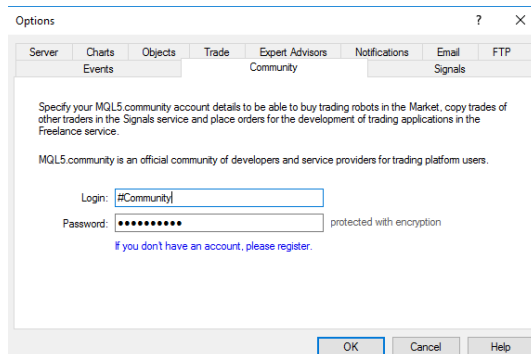 Options ? ×
Server Charts Objects Trade Expert Advisors Notifications Email FTP
Events Community Signals
Specify your MQL5.community account details to be able to buy trading robots in the Market, copy trades of
other traders in the Signals service and place orders for the development of trading applications in the
Freelance service.
MQL5.community is an official community of developers and service providers for trading platform users.
Login: #Community
Password: ●●●●●●●●●● protected with encryption
If you don't have an account, please register.
OK Cancel Help